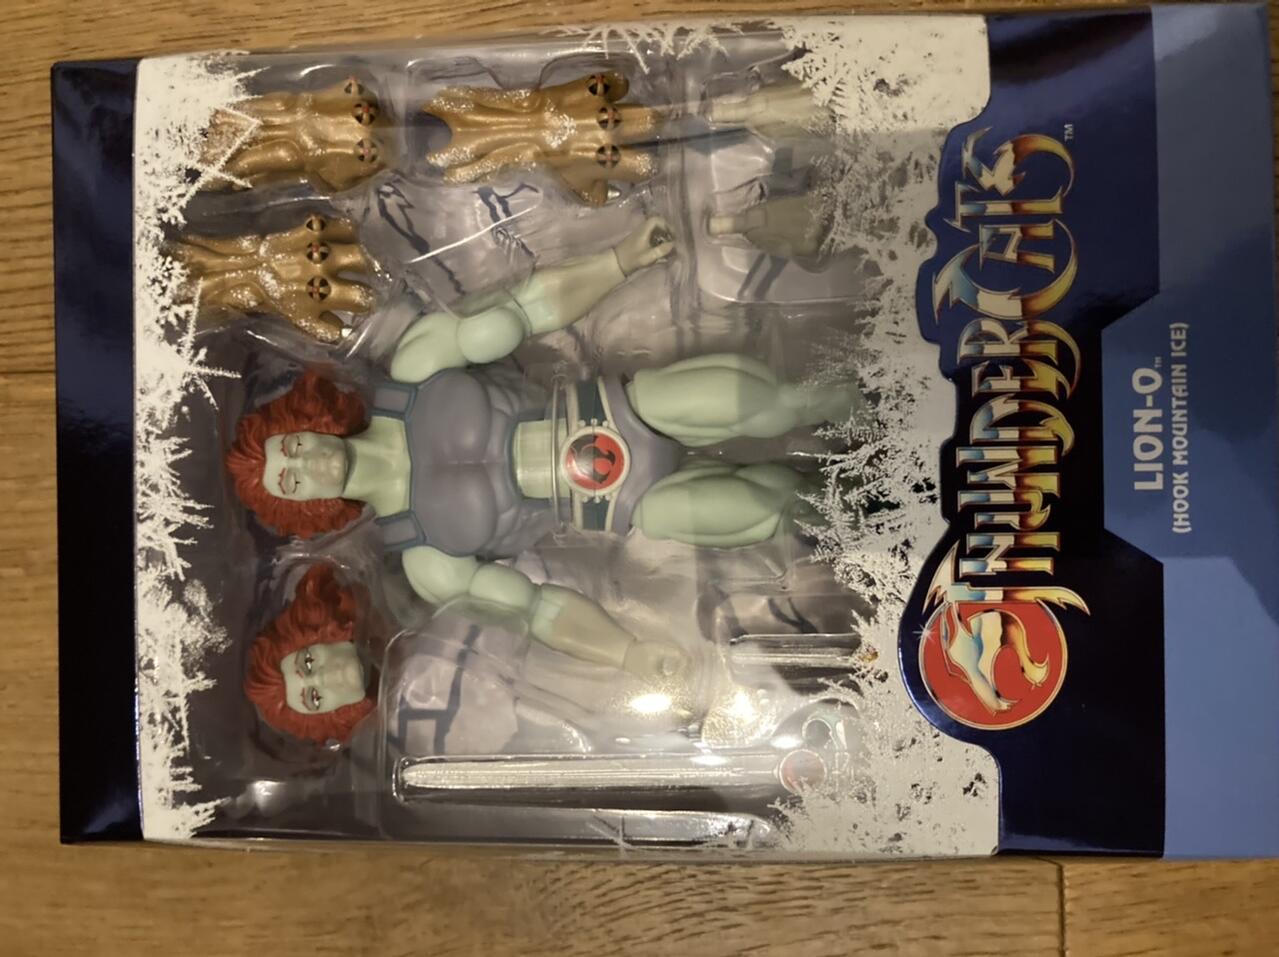 THUNDERCATS™
LION-O™
(HOOK MOUNTAIN ICE)